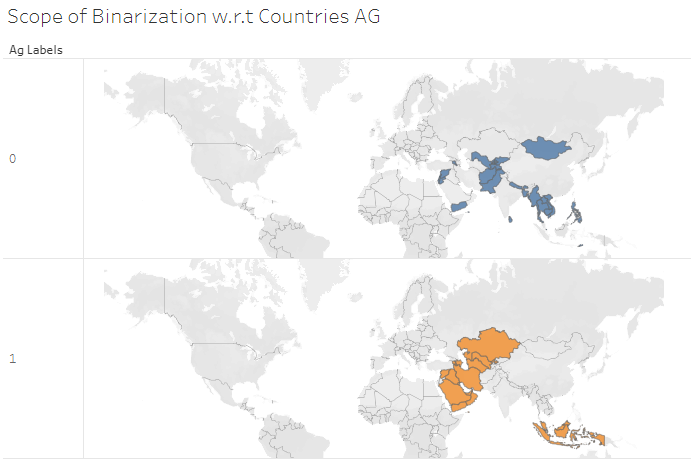 Scope of Binarization w.r.t Countries AG
Ag Labels
0
1